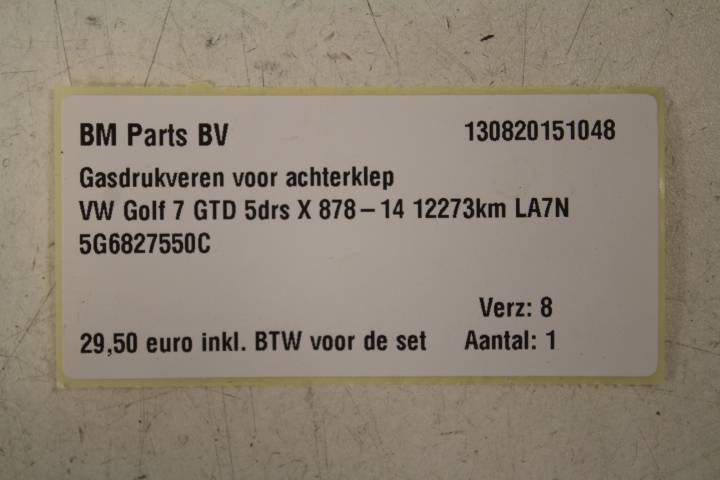 BM Parts BV 130820151048
Gasdrukveren voor achterklep
VW Golf 7 GTD 5drs X 878-14 12273km LA7N
5G6827550C
Verz: 8
29,50 euro inkl. BTW voor de set Aantal: 1